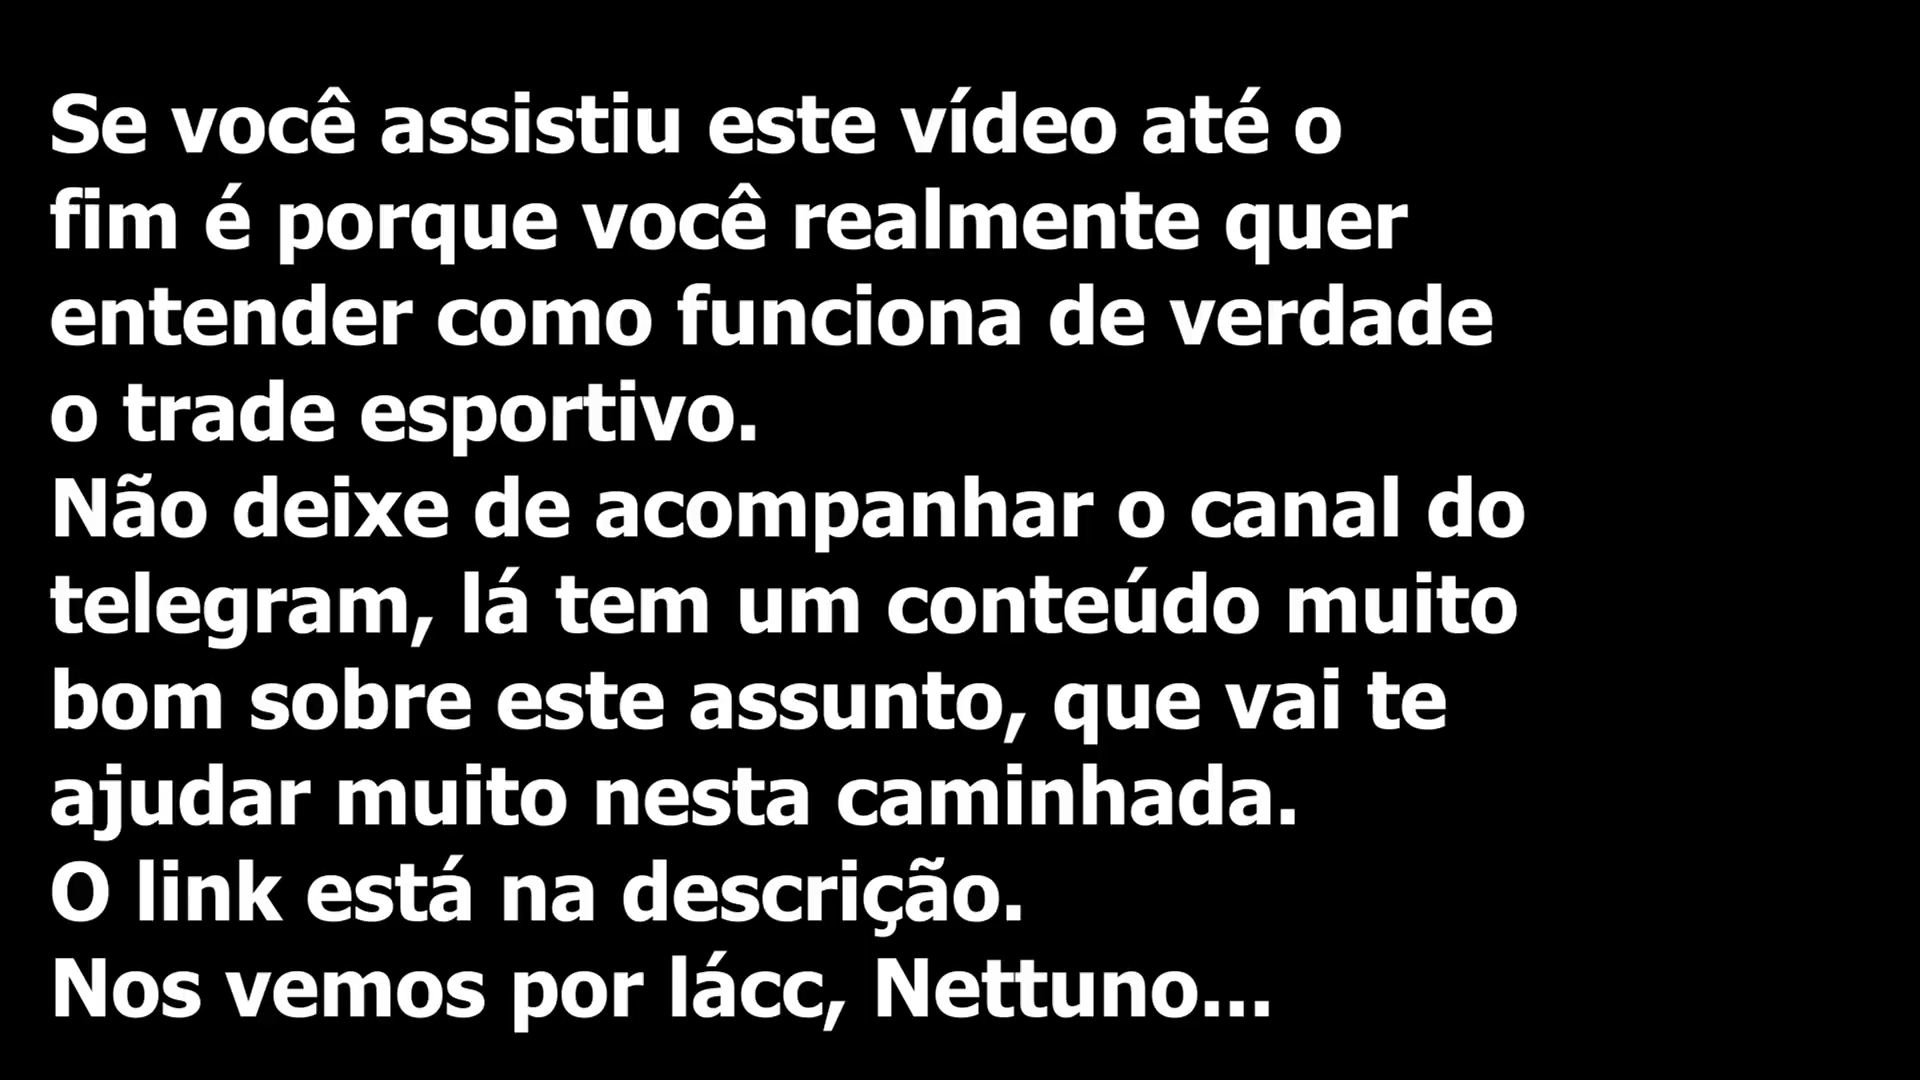 Se você assistiu este vídeo até o
fim é porque você realmente quer
entender como funciona de verdade
o trade esportivo.
Não deixe de acompanhar o canal do
telegram, lá tem um conteúdo muito
bom sobre este assunto, que vai te
ajudar muito nesta caminhada.
O link está na descrição.
Nos vemos por lácc, Nettuno...